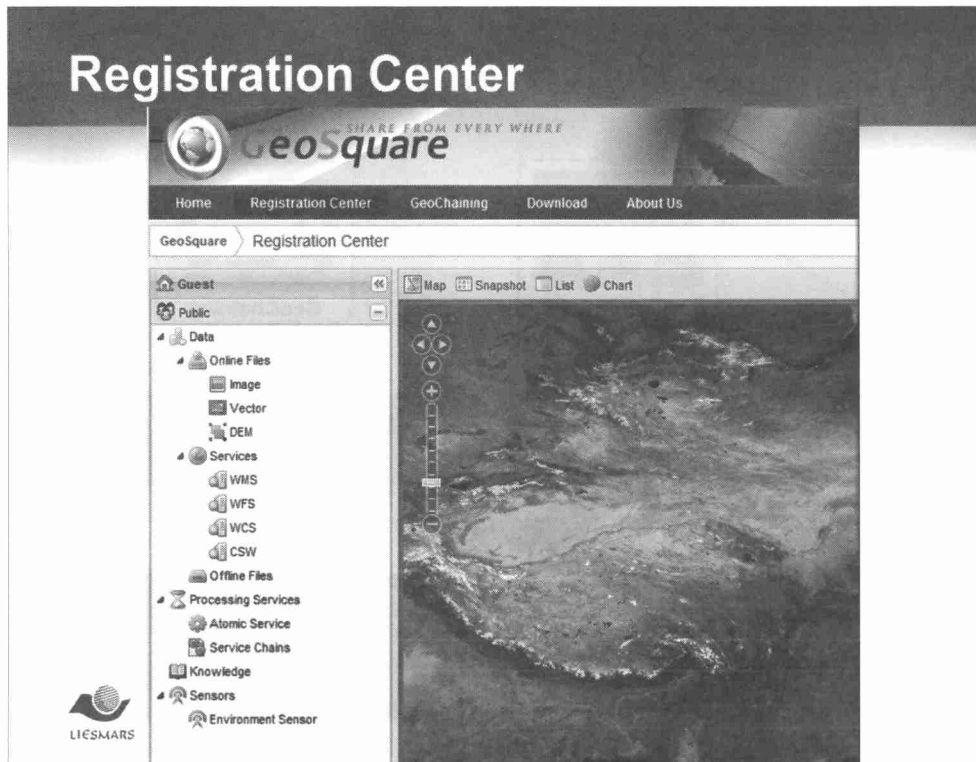 Registration Center
SHARE FROM EVERY WHERE
GeoSquare
Home Registration Center GeoChaining Download About Us
GeoSquare Registration Center
Guest
Map Snapshot List Chart
Public
Data
Online Files
Image
Vector
DEM
Services
WMS
WFS
WCS
CSW
Offline Files
Processing Services
Atomic Service
Service Chains
Knowledge
Sensors
Environment Sensor
LIESMARS